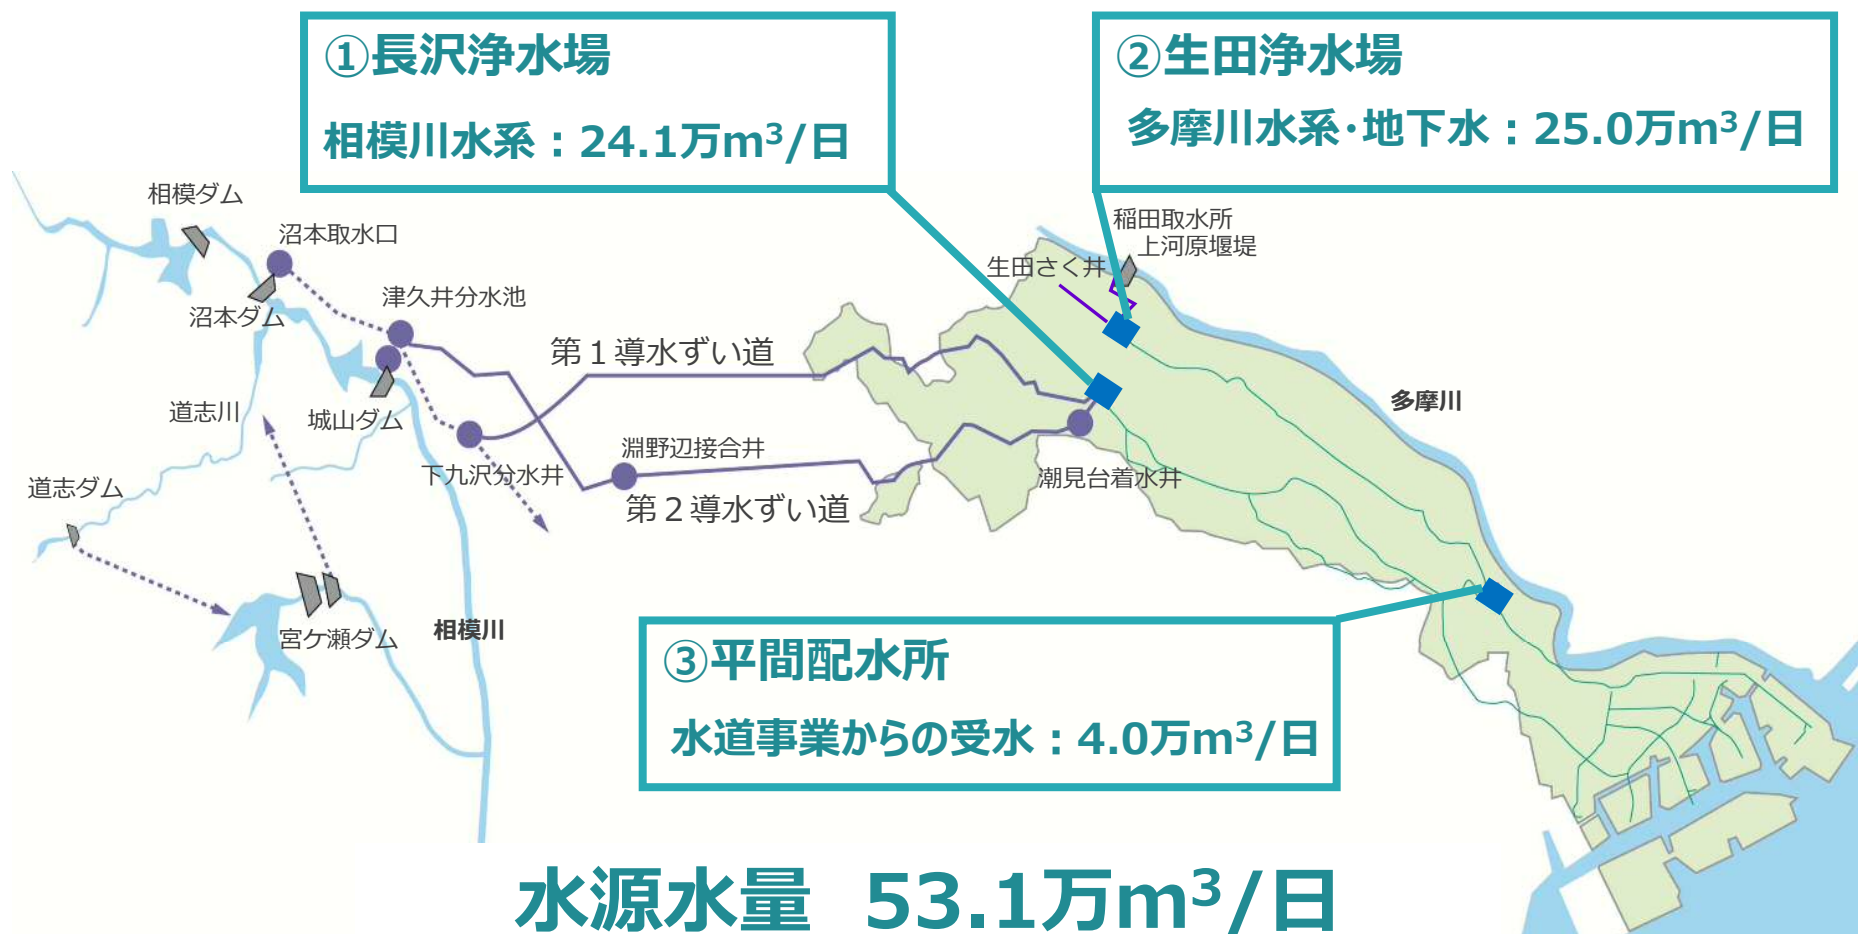 ①長沢浄水場
相模川水系：24.1万m³/日
②生田浄水場
多摩川水系・地下水：25.0万m³/日
相模ダム
沼本取水口
稲田取水所
上河原堰堤
生田さく井
津久井分水池
沼本ダム
第１導水ずい道
道志川
城山ダム
多摩川
淵野辺接合井
下九沢分水井
潮見台着水井
道志ダム
第２導水ずい道
宮ケ瀬ダム
相模川
③平間配水所
水道事業からの受水：4.0万m³/日
水源水量 53.1万m³/日